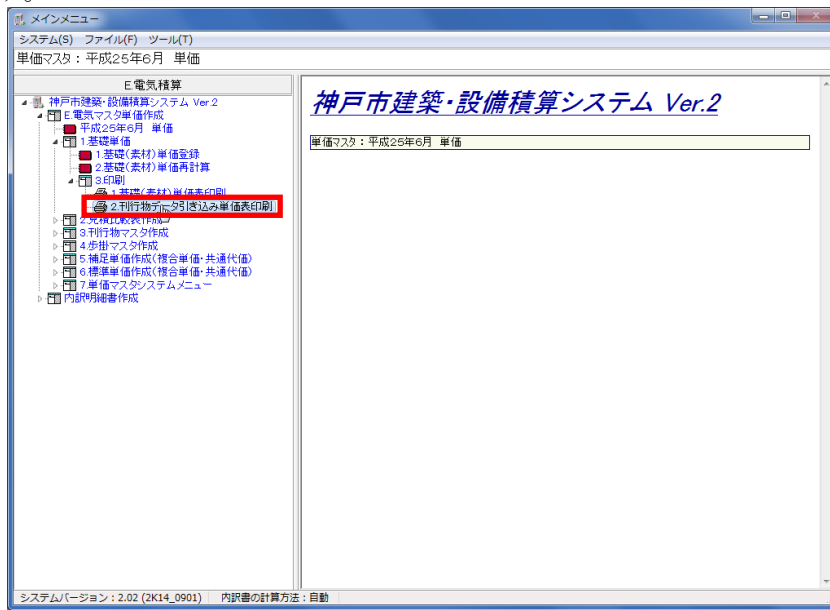 メインメニュー
システム(S) ファイル(F) ツール(T)
単価マスタ：平成25年6月 単価
E.電気積算
神戸市建築・設備積算システム Ver.2
E.電気マスタ単価作成
平成25年6月 単価
1.基礎単価
1.基礎(素材)単価登録
2.基礎(素材)単価再計算
3.印刷
1.基礎(素材)単価表印刷
2.刊行物データ引き込み単価表印刷
2.見積比較表作成
3.刊行物マスタ作成
4.歩掛マスタ作成
5.補足単価作成(複合単価・共通代価)
6.標準単価作成(複合単価・共通代価)
7.単価マスタシステムメニュー
内訳明細書作成
神戸市建築・設備積算システム Ver.2
単価マスタ：平成25年6月 単価
システムバージョン：2.02 (2K14_0901) 内訳書の計算方法：自動